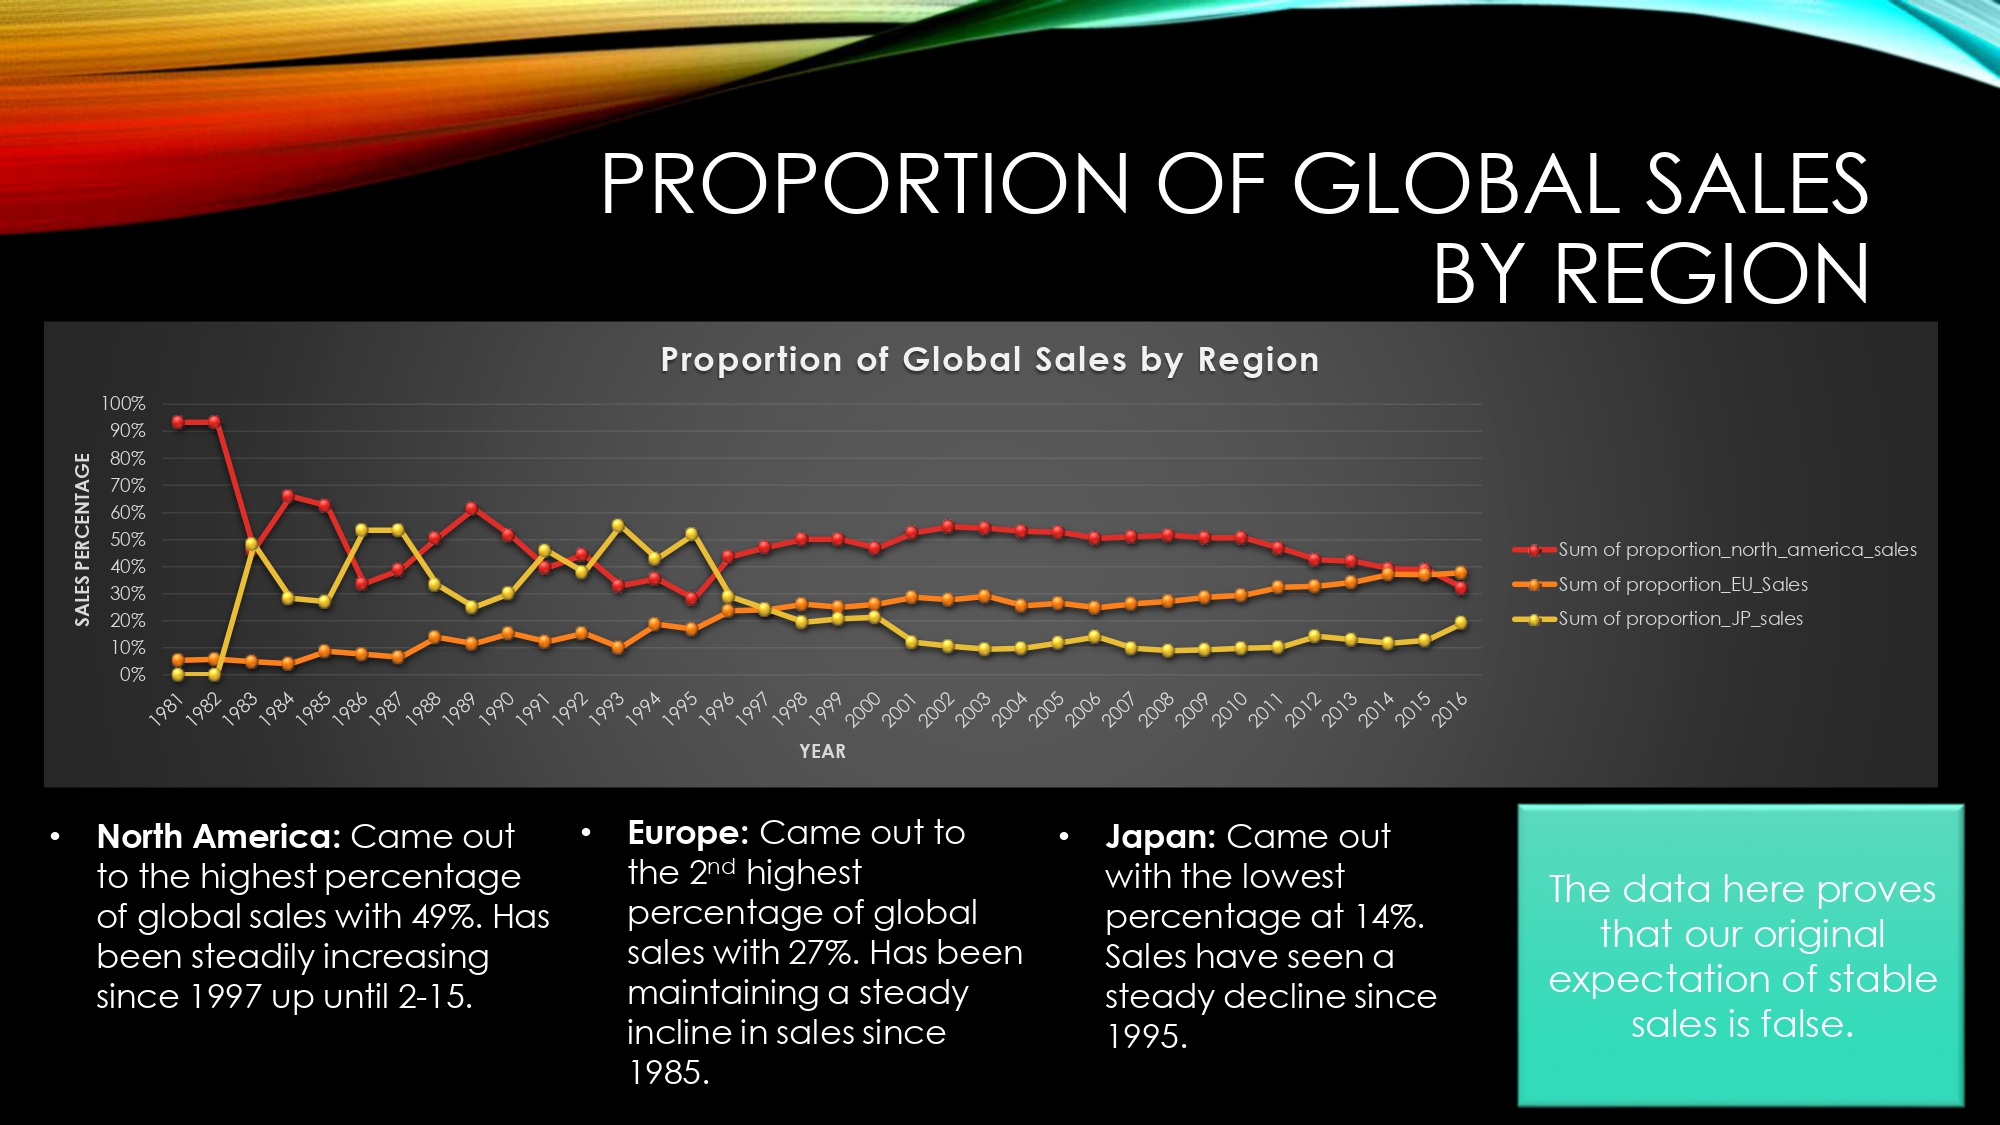 PROPORTION OF GLOBAL SALES
BY REGION
Proportion of Global Sales by Region
SALES PERCENTAGE
100%
90%
80%
70%
60%
50%
40%
30%
20%
10%
0%
1981
1982
1983
1984
1985
1986
1987
1988
1989
1990
1991
1992
1993
1994
1995
1996
1997
1998
1999
2000
2001
2002
2003
2004
2005
2006
2007
2008
2009
2010
2011
2012
2013
2014
2015
2016
YEAR
Sum of proportion_north_america_sales
Sum of proportion_EU_Sales
Sum of proportion_JP_sales
• North America: Came out
to the highest percentage
of global sales with 49%. Has
been steadily increasing
since 1997 up until 2-15.
• Europe: Came out to
the 2nd highest
percentage of global
sales with 27%. Has been
maintaining a steady
incline in sales since
1985.
• Japan: Came out
with the lowest
percentage at 14%.
Sales have seen a
steady decline since
1995.
The data here proves
that our original
expectation of stable
sales is false.